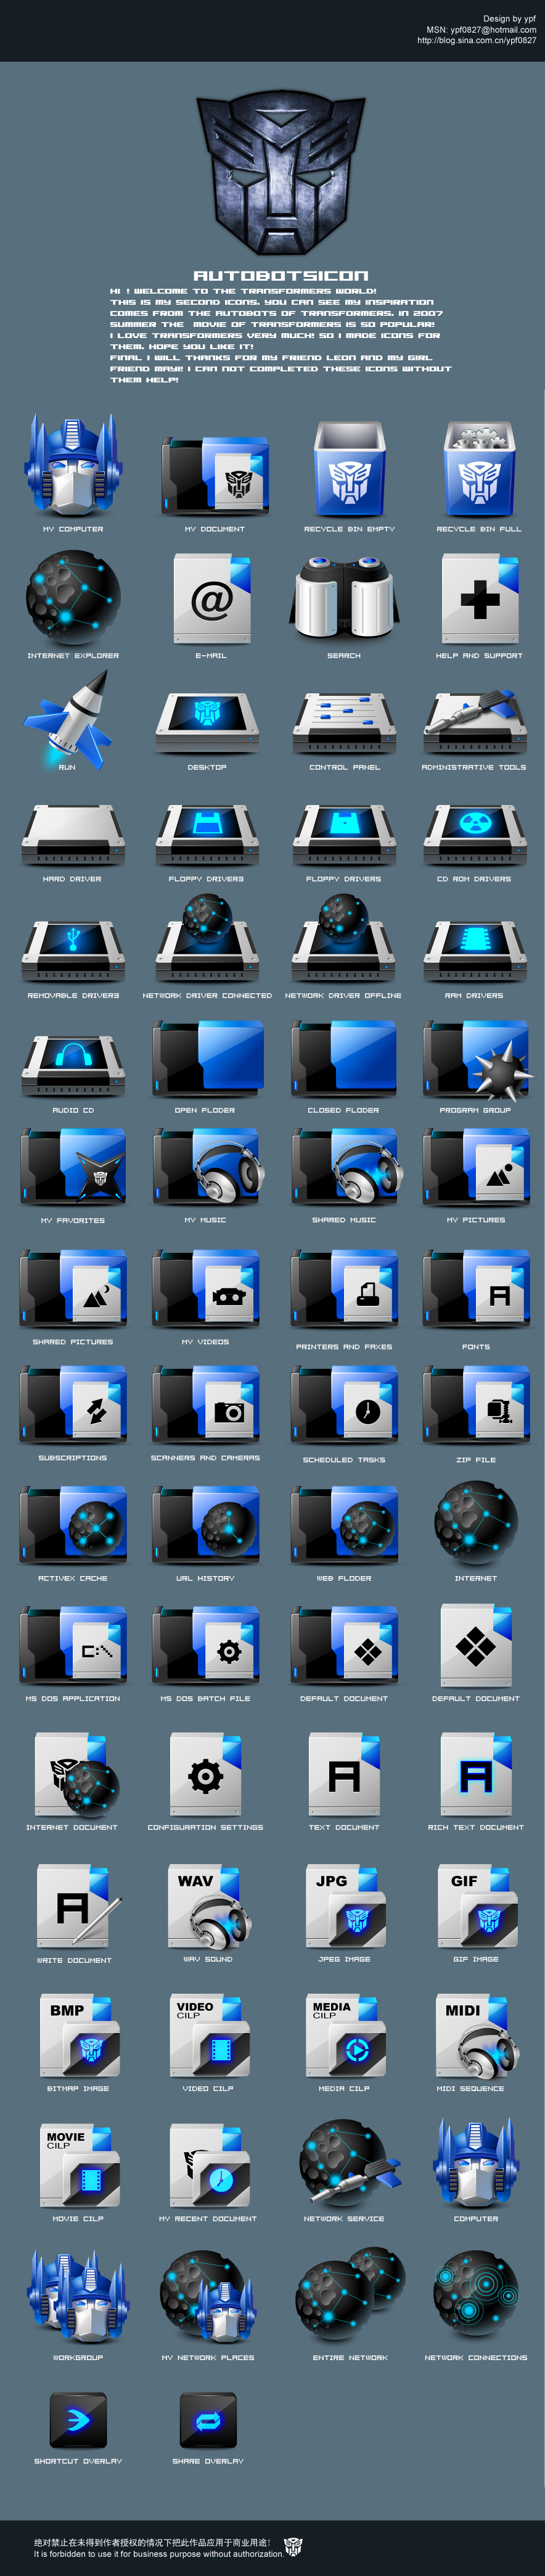 Design by ypf
MSN: ypf0827@hotmail.com
http://blog.sina.com.cn/ypf0827
AUTOBOTSICON
HI ! WELCOME TO THE TRANSFORMERS WORLD!
THIS IS MY SECOND ICONS. YOU CAN SEE MY INSPIRATION
COMES FROM THE AUTOBOTS OF TRANSFORMERS. IN 2007
SUMMER THE MOVIE OF TRANSFORMERS IS SO POPULAR!
I LOVE TRANSFORMERS VERY MUCH! SO I MADE ICONS FOR
THEM. HOPE YOU LIKE IT!
FINAL I WILL THANKS FOR MY FRIEND LEON AND MY GIRL
FRIEND MAYI! I CAN NOT COMPLETED THESE ICONS WITHOUT
THEM HELP!
MY COMPUTER
MY DOCUMENT
RECYCLE BIN EMPTY
RECYCLE BIN FULL
@
INTERNET EXPLORER
E-MAIL
SEARCH
HELP AND SUPPORT
RUN
DESKTOP
CONTROL PANEL
ADMINISTRATIVE TOOLS
HARD DRIVER
FLOPPY DRIVER3
FLOPPY DRIVERS
CD ROM DRIVERS
REMOVABLE DRIVER3
NETWORK DRIVER CONNECTED
NETWORK DRIVER OFFLINE
RAM DRIVERS
AUDIO CD
OPEN FLODER
CLOSED FLODER
PROGRAM GROUP
MY FAVORITES
MY MUSIC
SHARED MUSIC
MY PICTURES
A
SHARED PICTURES
MY VIDEOS
PRINTERS AND FAXES
FONTS
SUBSCRIPTIONS
SCANNERS AND CAMERAS
SCHEDULED TASKS
ZIP FILE
ACTIVEX CACHE
URL HISTORY
WEB FLODER
INTERNET
C:\
MS DOS APPLICATION
MS DOS BATCH FILE
DEFAULT DOCUMENT
DEFAULT DOCUMENT
A
A
INTERNET DOCUMENT
CONFIGURATION SETTINGS
TEXT DOCUMENT
RICH TEXT DOCUMENT
A
WAV
JPG
GIF
WRITE DOCUMENT
WAV SOUND
JPEG IMAGE
GIF IMAGE
BMP
VIDEO
CILP
MEDIA
CILP
MIDI
BITMAP IMAGE
VIDEO CILP
MEDIA CILP
MIDI SEQUENCE
MOVIE
CILP
MOVIE CILP
MY RECENT DOCUMENT
NETWORK SERVICE
COMPUTER
WORKGROUP
MY NETWORK PLACES
ENTIRE NETWORK
NETWORK CONNECTIONS
SHORTCUT OVERLAY
SHARE OVERLAY
绝对禁止在未得到作者授权的情况下把此作品应用于商业用途！
It is forbidden to use it for business purpose without authorization.